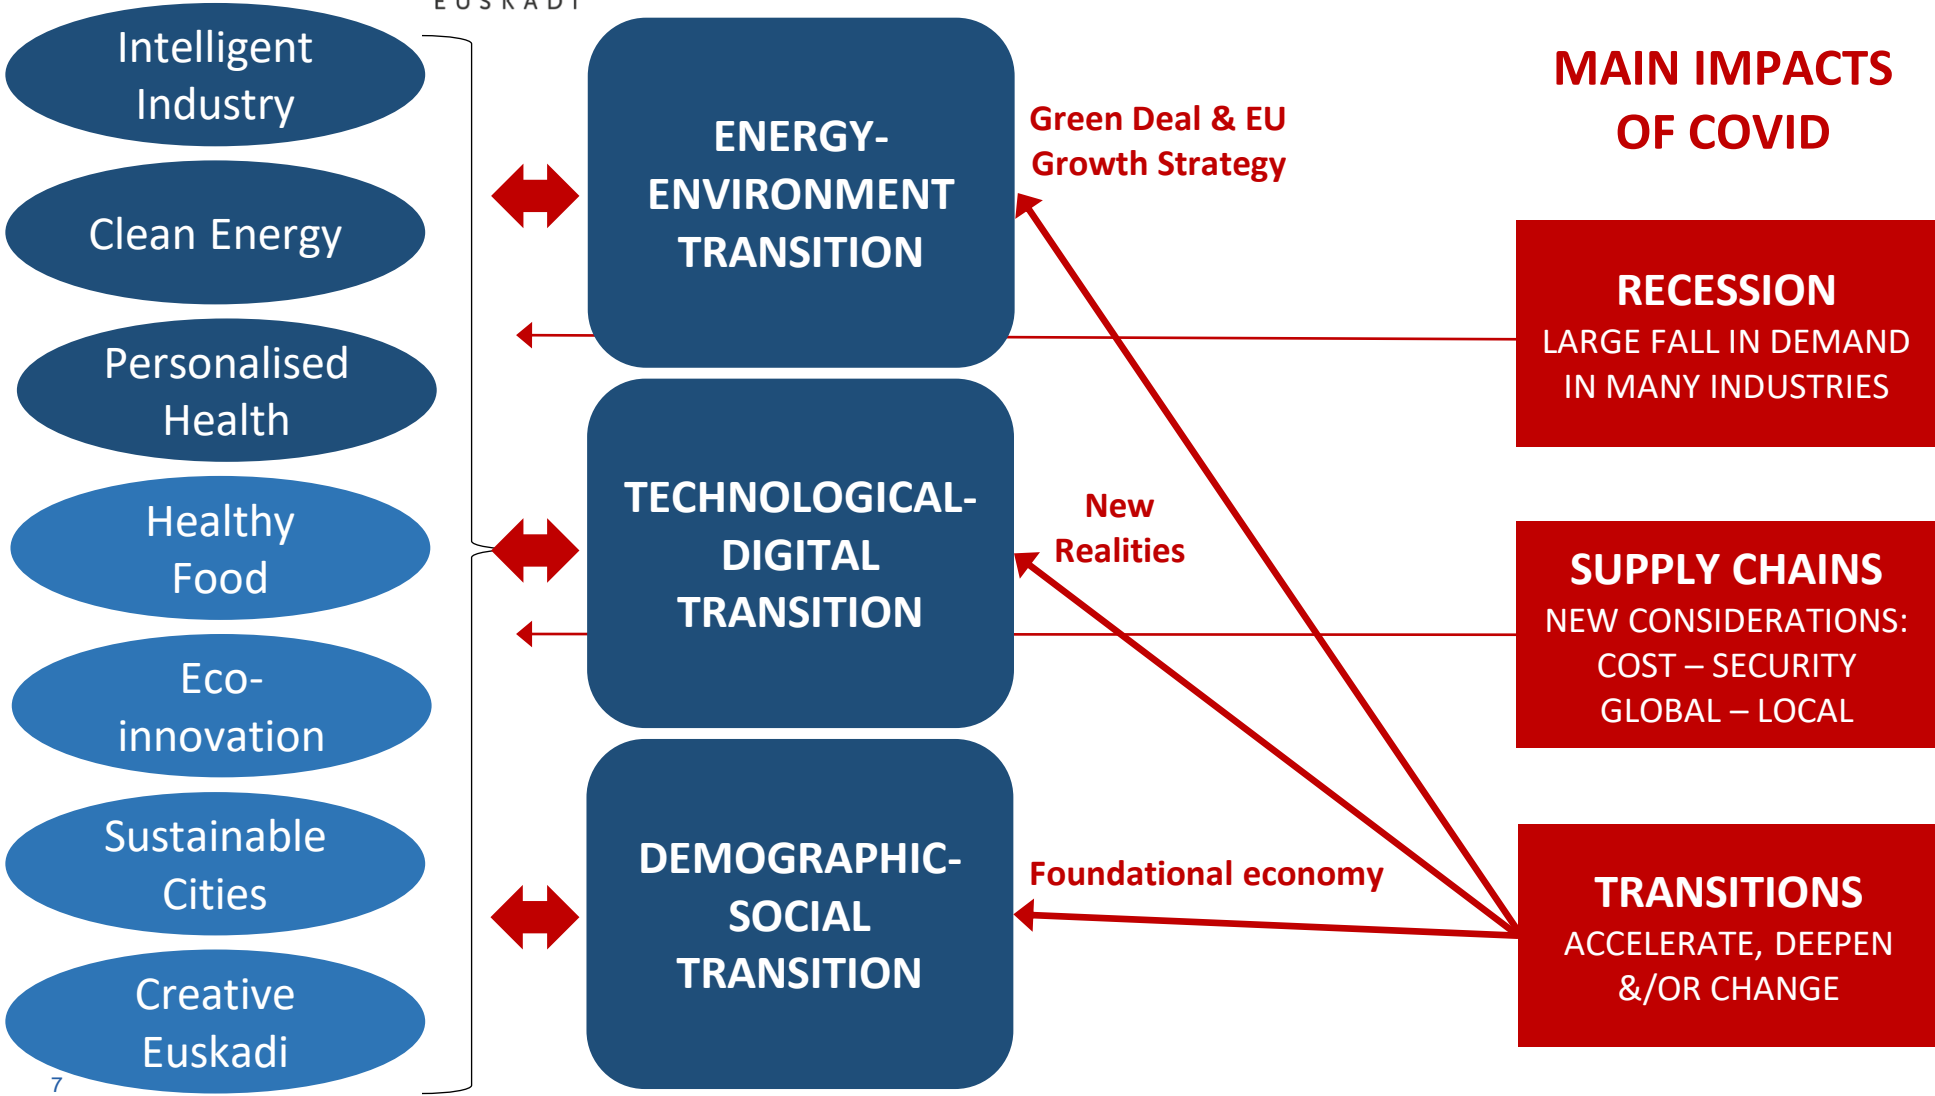 EUSKADI
Intelligent
Industry
Clean Energy
Personalised
Health
Healthy
Food
Eco-
innovation
Sustainable
Cities
Creative
Euskadi
7
ENERGY-
ENVIRONMENT
TRANSITION
TECHNOLOGICAL-
DIGITAL
TRANSITION
DEMOGRAPHIC-
SOCIAL
TRANSITION
Green Deal & EU
Growth Strategy
New
Realities
Foundational economy
MAIN IMPACTS
OF COVID
RECESSION
LARGE FALL IN DEMAND
IN MANY INDUSTRIES
SUPPLY CHAINS
NEW CONSIDERATIONS:
COST – SECURITY
GLOBAL – LOCAL
TRANSITIONS
ACCELERATE, DEEPEN
&/OR CHANGE